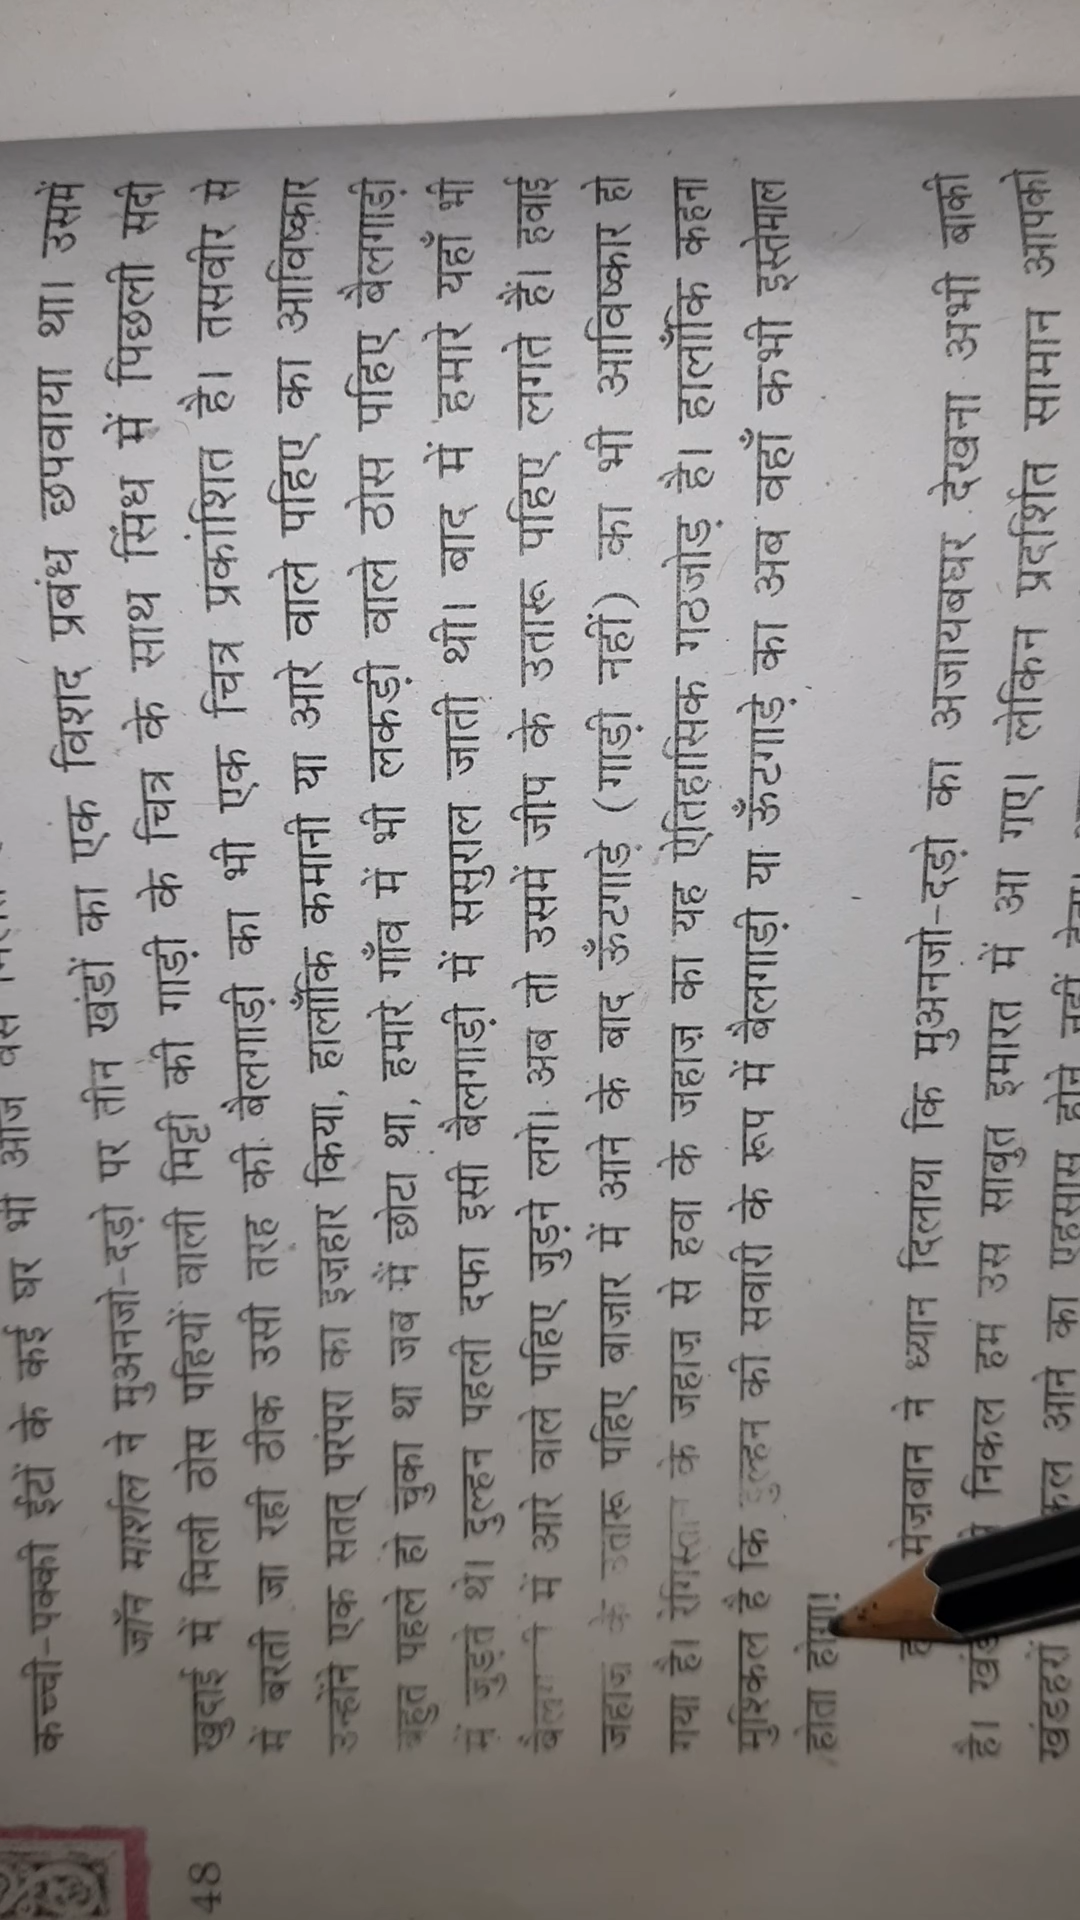 कच्ची-पक्की ईंटों के कई घर भी आज
जॉन मार्शल ने मुअनजो-दड़ो पर तीन खंडों का एक विशद प्रबंध छपवाया था। उसमें
खुदाई में मिली ठोस पहियों वाली मिट्टी की गाड़ी के चित्र के साथ सिंध में पिछली सदी
में बरती जा रही ठीक उसी तरह की बैलगाड़ी का भी एक चित्र प्रकाशित है। तसवीर से
उन्होंने एक सतत् परंपरा का इज़हार किया, हालाँकि कमानी या आरे वाले पहिए का आविष्कार
बहुत पहले हो चुका था जब मैं छोटा था, हमारे गाँव में भी लकड़ी वाले ठोस पहिए बैलगाड़ी
में जुड़ते थे। दुल्हन पहली दफा इसी बैलगाड़ी में ससुराल जाती थी। बाद में हमारे यहाँ भी
बैलगाड़ी में आरे वाले पहिए जुड़ने लगे। अब तो उसमें जीप के उतारू पहिए लगते हैं। हवाई
जहाज़ के उतारू पहिए बाज़ार में आने के बाद ऊँटगाड़े (गाड़ी नहीं) का भी आविष्कार हो
गया है। रेगिस्तान के जहाज़ से हवा के जहाज़ का यह ऐतिहासिक गठजोड़ है। हालाँकि कहना
मुश्किल है कि दुल्हन की सवारी के रूप में बैलगाड़ी या ऊँटगाड़े का अब वहाँ कभी इस्तेमाल
होता होगा!
मेज़बान ने ध्यान दिलाया कि मुअनजो-दड़ो का अजायबघर देखना अभी बाकी
है। निकल हम उस साबुत इमारत में आ गए। लेकिन प्रदर्शित सामान आपको
खंडहरों आने का एहसास होने नहीं देता।
48